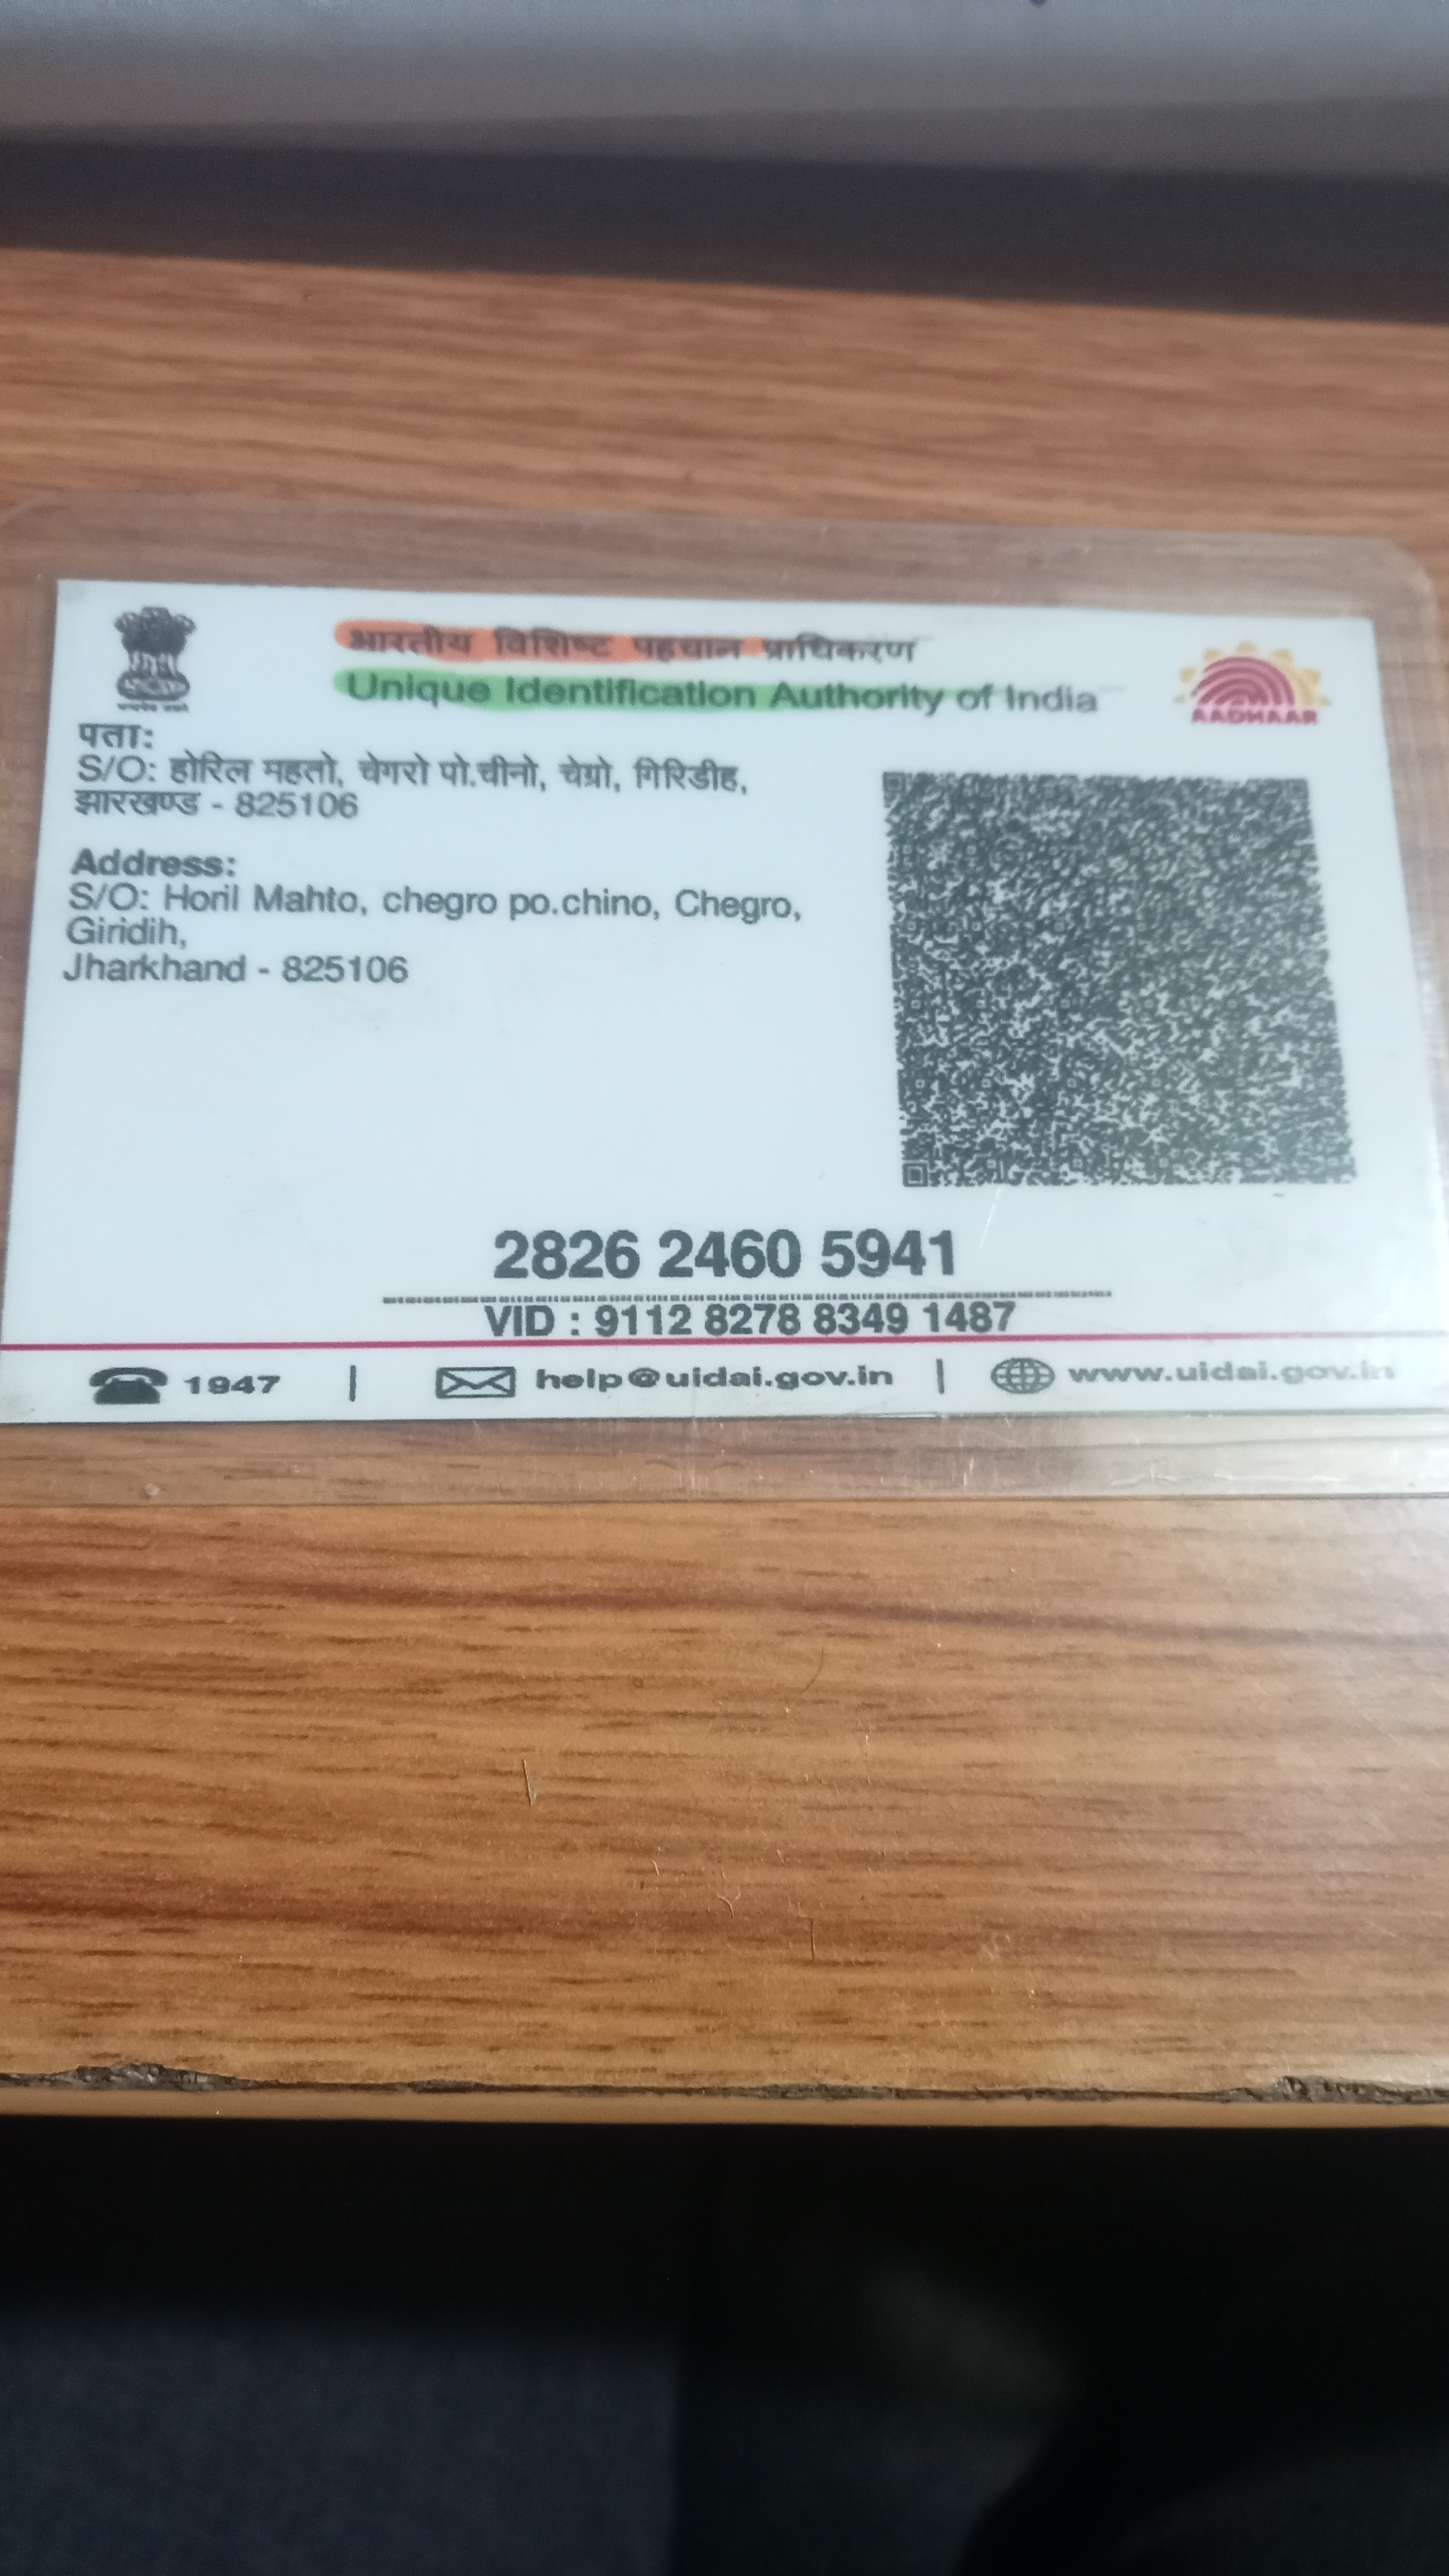 भारतीय विशिष्ट पहचान प्राधिकरण
Unique Identification Authority of India
AADHAAR
पता:
S/O: होरिल महतो, चेगरो पो.चीनो, चेग्रो, गिरिडीह,
झारखण्ड - 825106
Address:
S/O: Horil Mahto, chegro po.chino, Chegro,
Giridih,
Jharkhand - 825106
2826 2460 5941
VID : 9112 8278 8349 1487
1947 | help@uidai.gov.in | www.uidai.gov.in